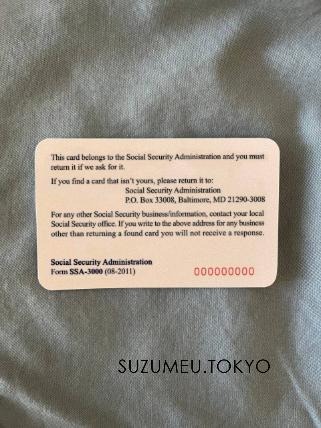 This card belongs to the Social Security Administration and you must
return it if we ask for it.
If you find a card that isn't yours, please return it to:
Social Security Administration
P.O. Box 33008, Baltimore, MD 21290-3008
For any other Social Security business/information, contact your local
Social Security office. If you write to the above address for any business
other than returning a found card you will not receive a response.
Social Security Administration
Form SSA-3000 (08-2011)
000000000
SUZUMEU.TOKYO